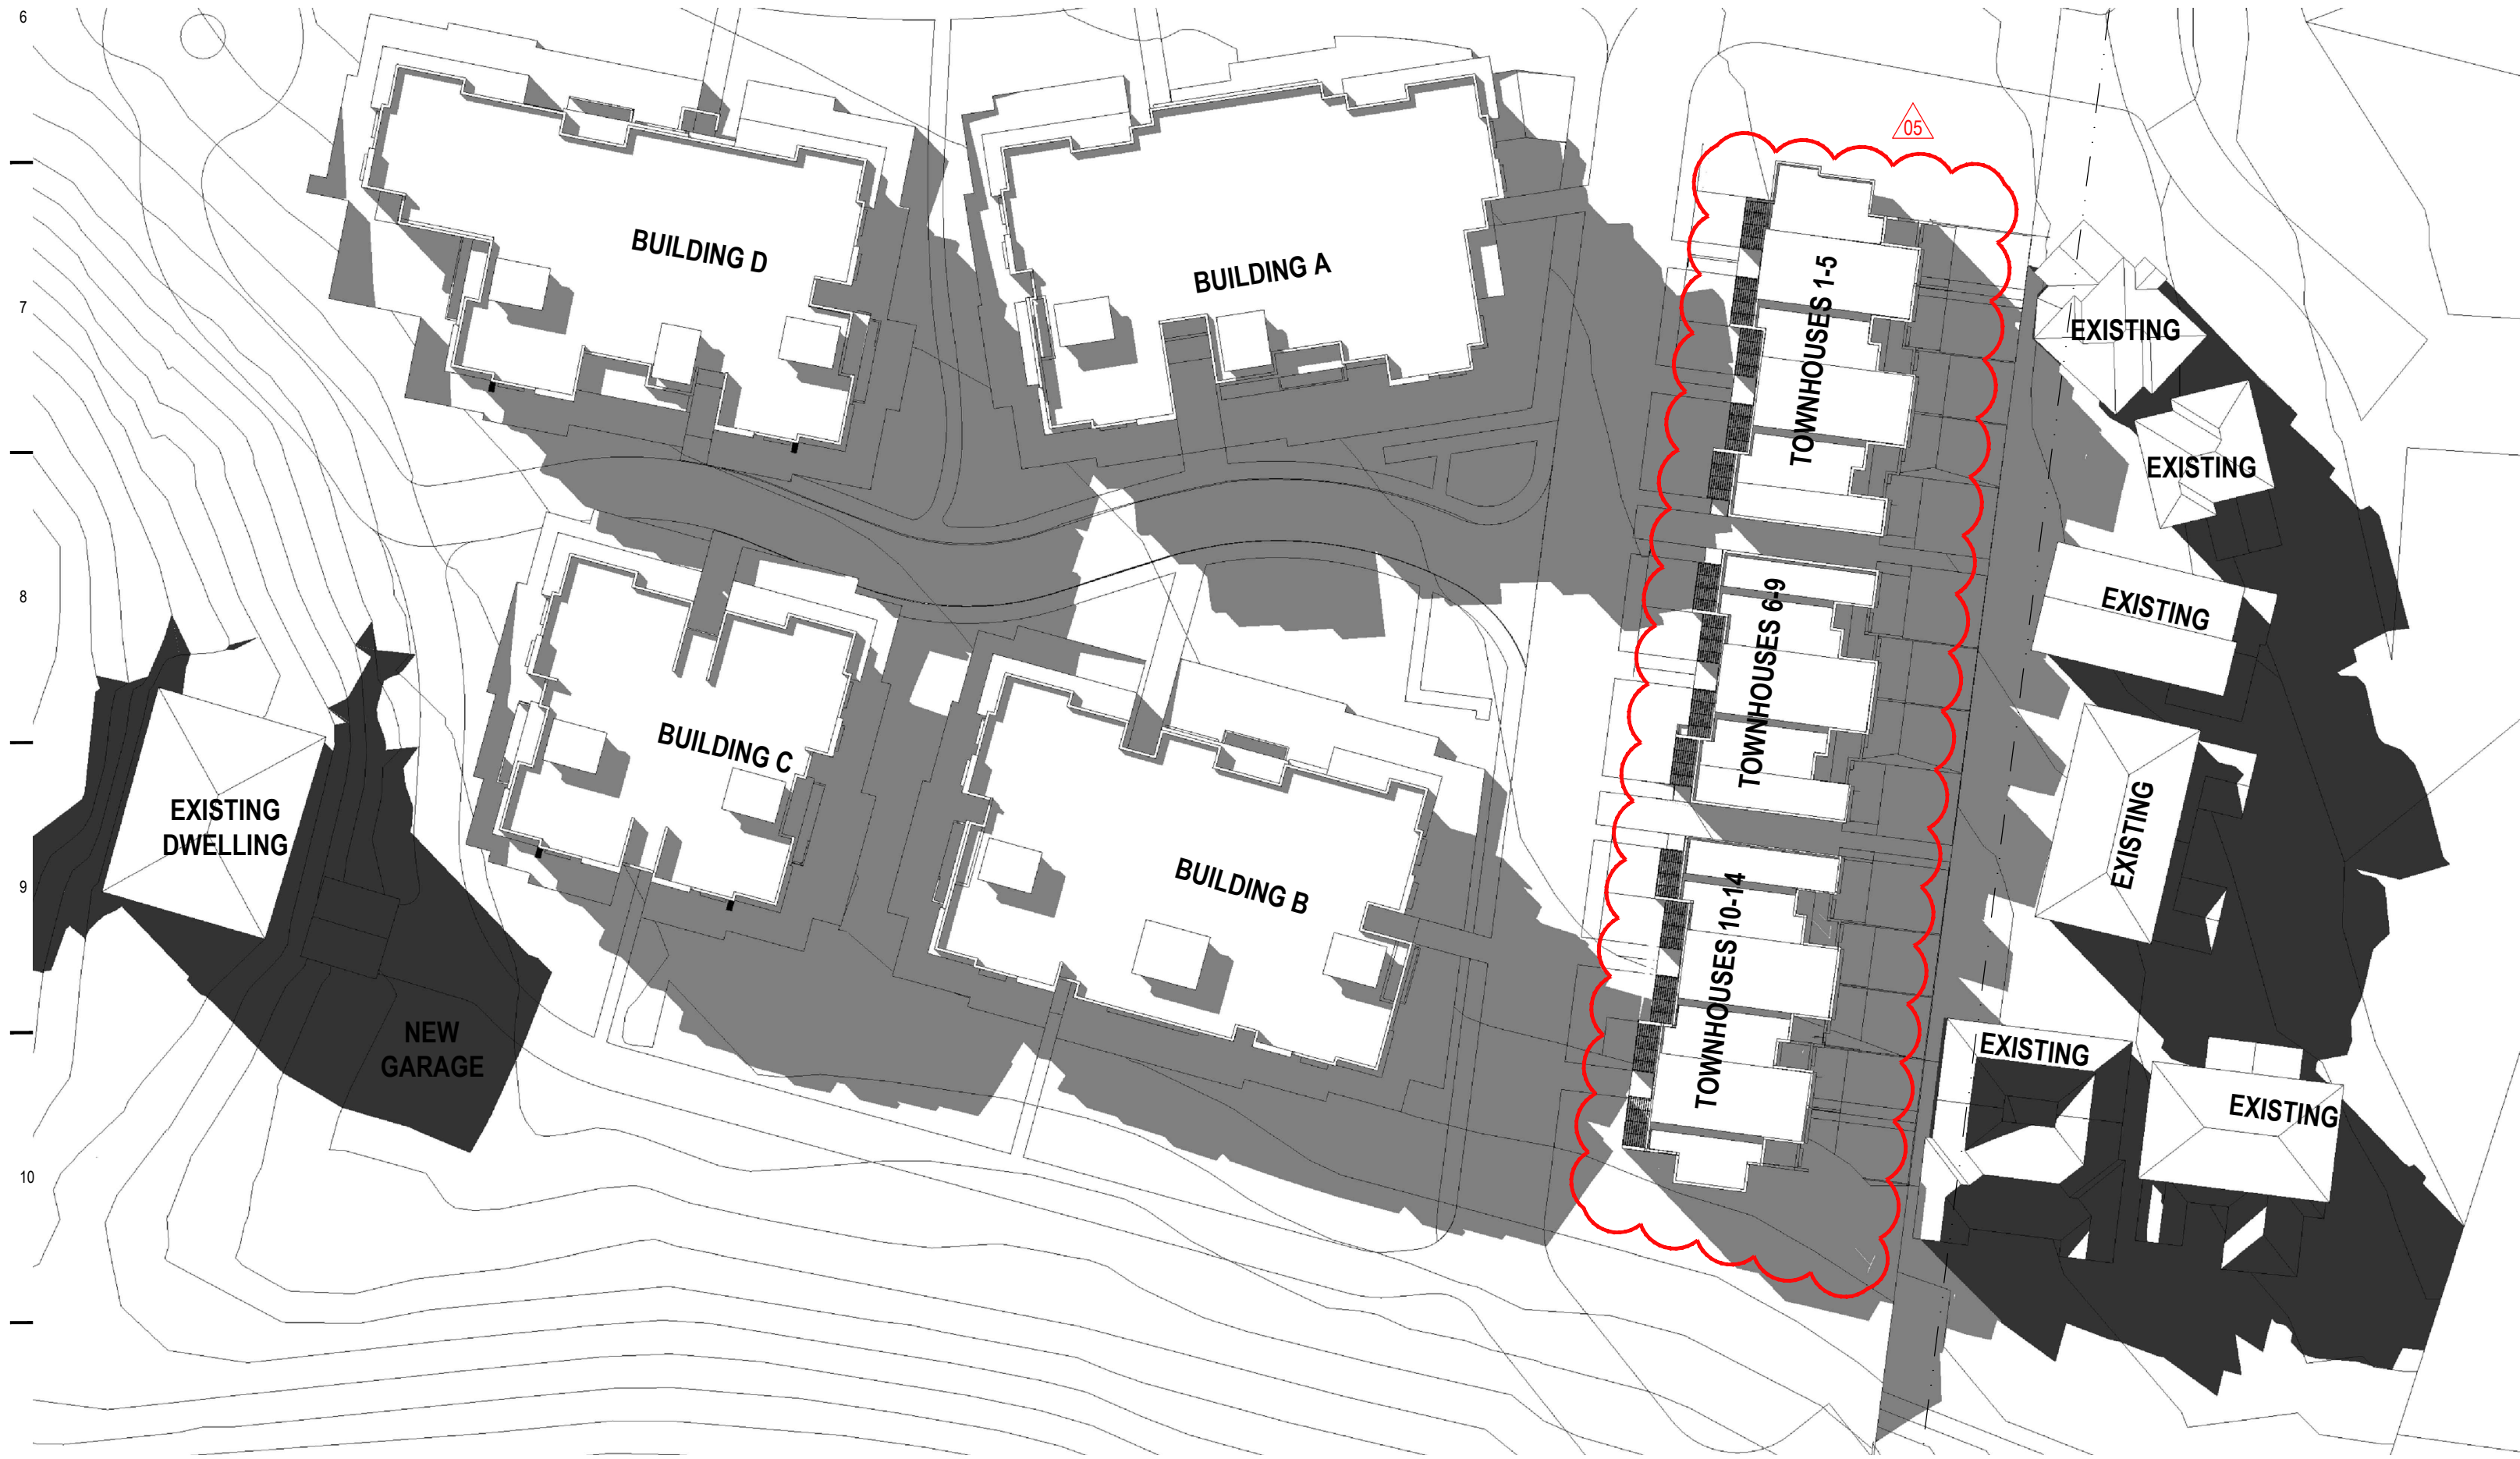 6
05
BUILDING D
BUILDING A
TOWNHOUSES 1-5
EXISTING
7
EXISTING
8
TOWNHOUSES 6-9
EXISTING
BUILDING C
EXISTING
DWELLING
EXISTING
9
BUILDING B
TOWNHOUSES 10-14
NEW
GARAGE
EXISTING
EXISTING
10